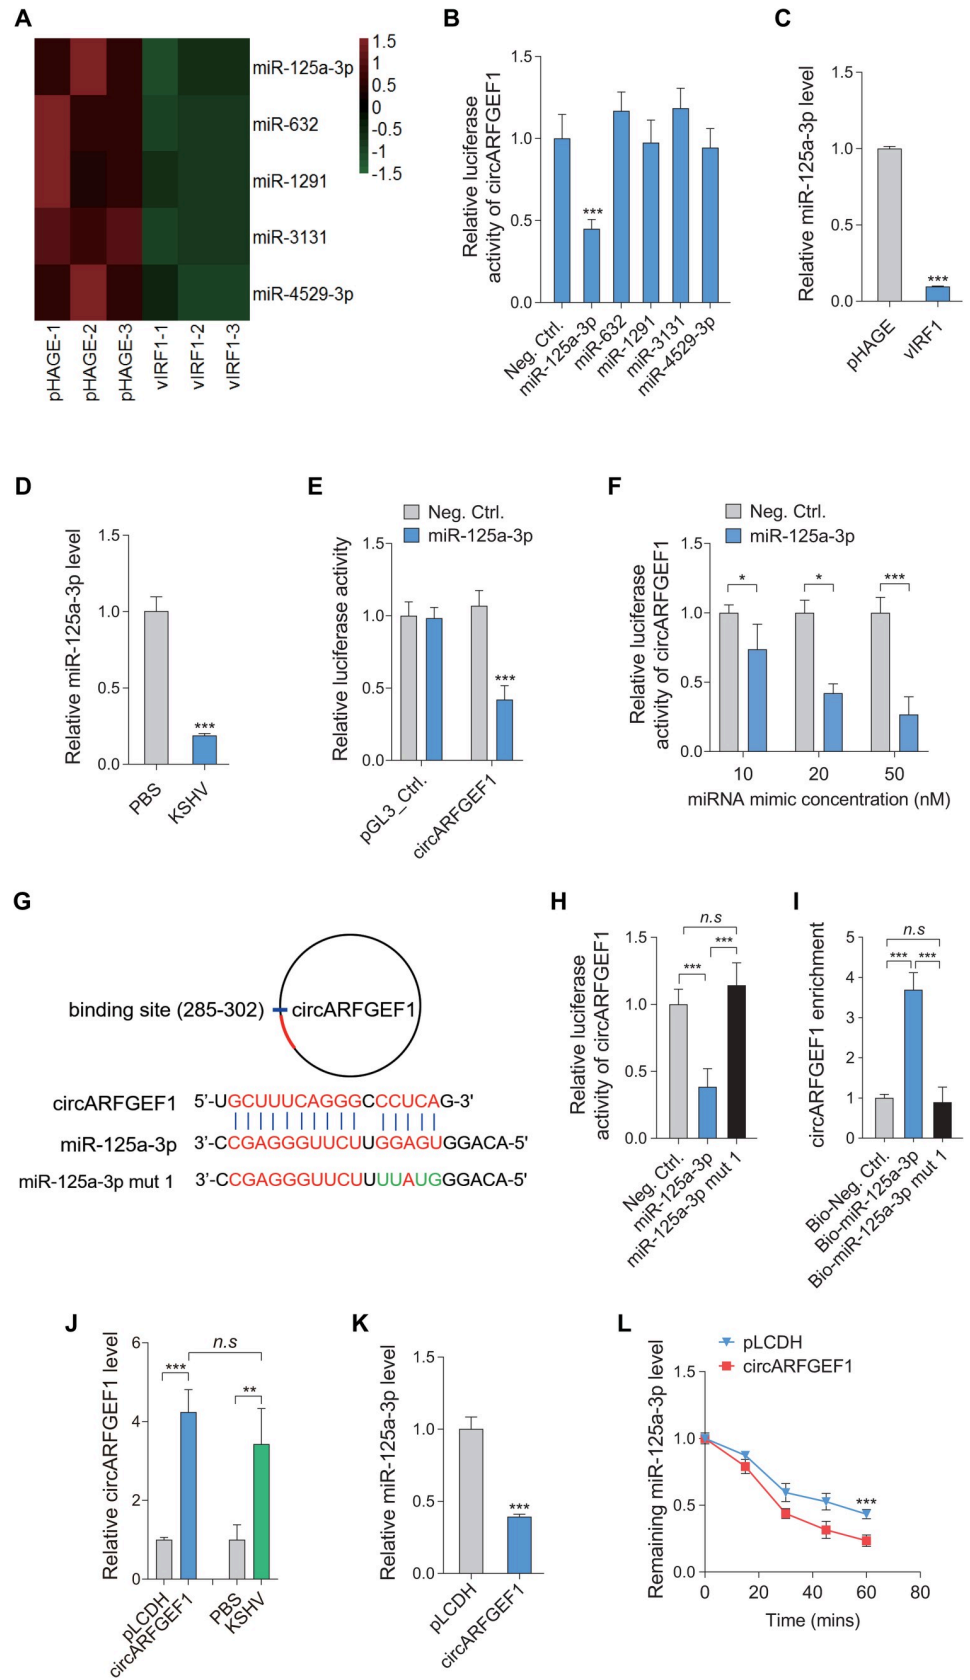 A
1.5
1
0.5
0
-0.5
-1
-1.5
miR-125a-3p
miR-632
miR-1291
miR-3131
miR-4529-3p
pHAGE-1
pHAGE-2
pHAGE-3
vIRF1-1
vIRF1-2
vIRF1-3
B
Relative luciferase
activity of circARFGEF1
1.5
1.0
0.5
0.0
***
Neg. Ctrl.
miR-125a-3p
miR-632
miR-1291
miR-3131
miR-4529-3p
C
Relative miR-125a-3p level
1.5
1.0
0.5
0.0
***
pHAGE
vIRF1
D
Relative miR-125a-3p level
1.5
1.0
0.5
0.0
***
PBS
KSHV
E
Neg. Ctrl.
miR-125a-3p
Relative luciferase activity
1.5
1.0
0.5
0.0
***
pGL3_Ctrl.
circARFGEF1
F
Neg. Ctrl.
miR-125a-3p
Relative luciferase
activity of circARFGEF1
1.5
1.0
0.5
0.0
* * ***
10 20 50
miRNA mimic concentration (nM)
G
binding site (285-302)
circARFGEF1
circARFGEF1 5'-UGCUUUCAGGGCCCUCAG-3'
miR-125a-3p 3'-CCGAGGGUUCUUGGAGUGGACA-5'
miR-125a-3p mut 1 3'-CCGAGGGUUCUUUUAUGGGACA-5'
H
Relative luciferase
activity of circARFGEF1
1.5
1.0
0.5
0.0
n.s
*** ***
Neg. Ctrl.
miR-125a-3p
miR-125a-3p mut 1
I
circARFGEF1 enrichment
5
4
3
2
1
0
n.s
*** ***
Bio-Neg. Ctrl.
Bio-miR-125a-3p
Bio-miR-125a-3p mut 1
J
Relative circARFGEF1 level
6
4
2
0
n.s
*** **
pLCDH
circARFGEF1
PBS
KSHV
K
Relative miR-125a-3p level
1.5
1.0
0.5
0.0
***
pLCDH
circARFGEF1
L
pLCDH
circARFGEF1
Remaining miR-125a-3p level
1.5
1.0
0.5
0.0
***
0 20 40 60 80
Time (mins)